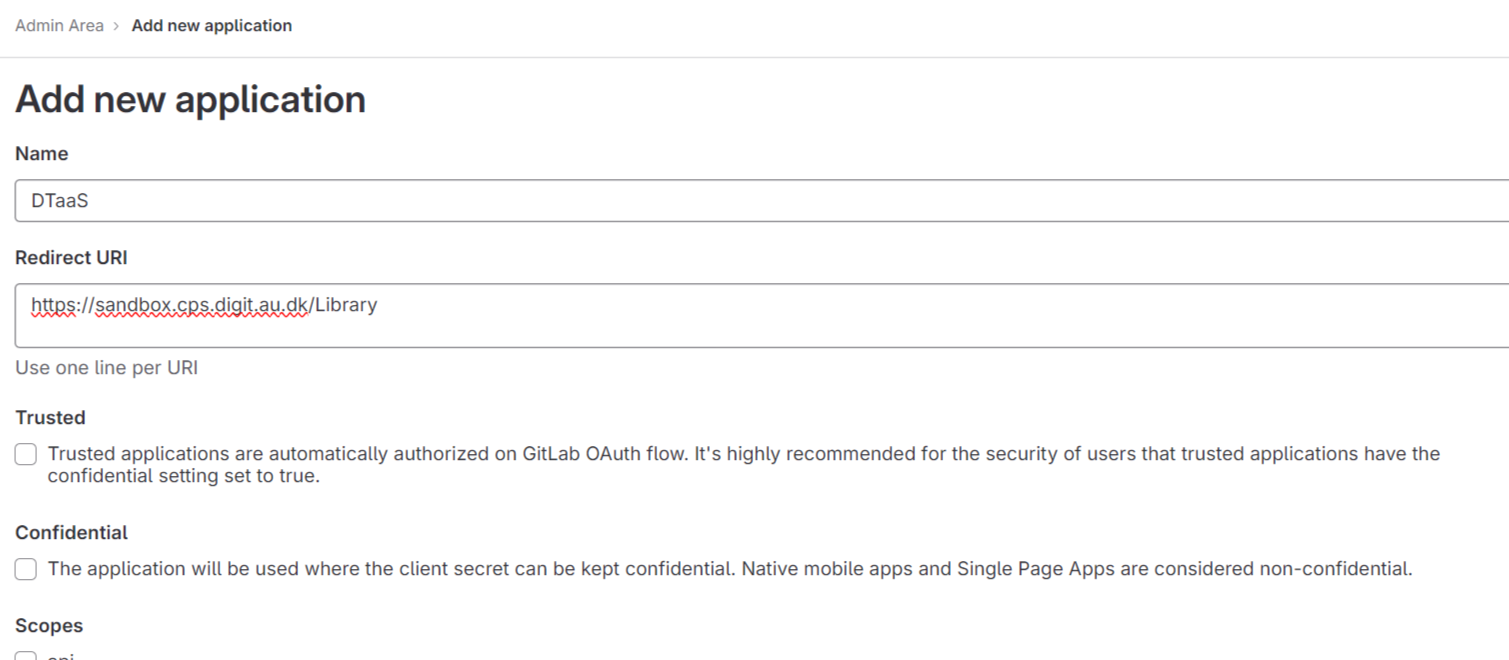 Admin Area › Add new application
Add new application
Name
DTaaS
Redirect URI
https://sandbox.cps.digit.au.dk/Library
Use one line per URI
Trusted
Trusted applications are automatically authorized on GitLab OAuth flow. It's highly recommended for the security of users that trusted applications have the
confidential setting set to true.
Confidential
The application will be used where the client secret can be kept confidential. Native mobile apps and Single Page Apps are considered non-confidential.
Scopes